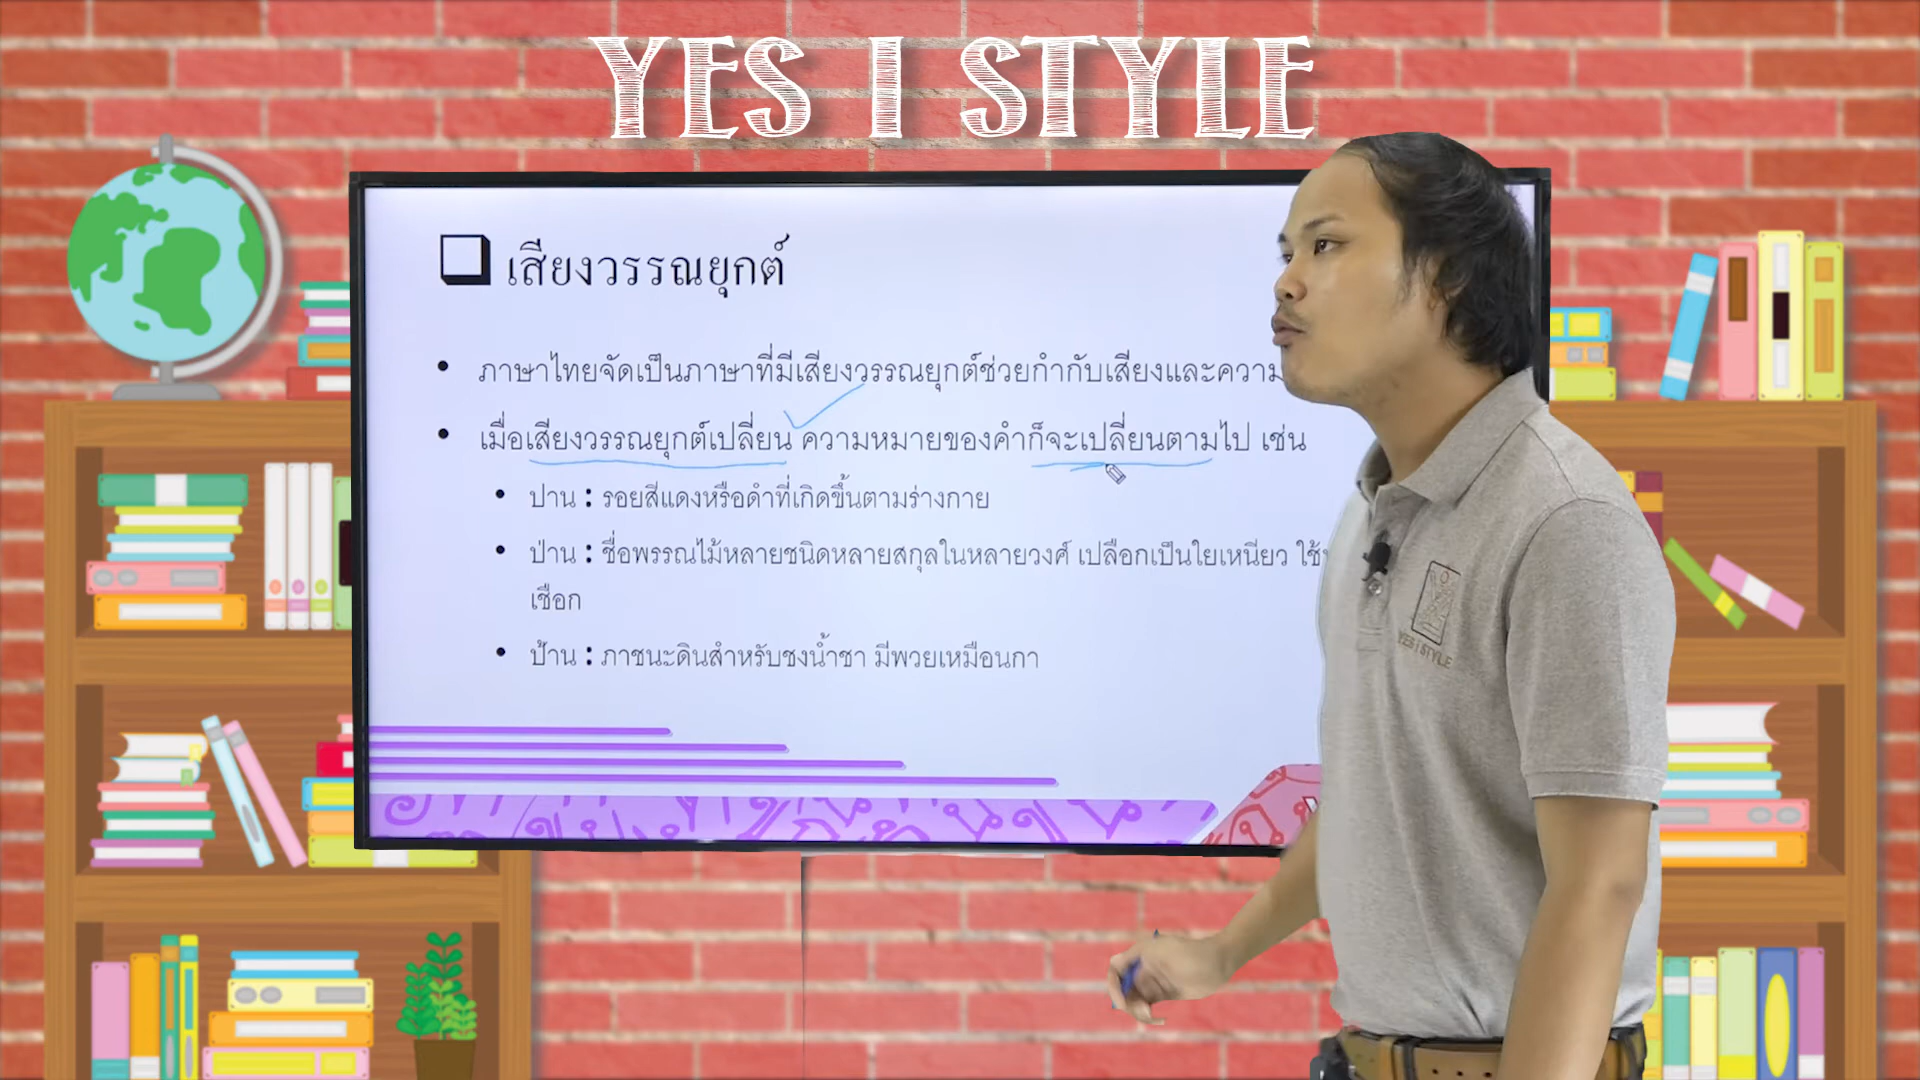 YES I STYLE
เสียงวรรณยุกต์
• ภาษาไทยจัดเป็นภาษาที่มีเสียงวรรณยุกต์ช่วยกำกับเสียงและความ
• เมื่อเสียงวรรณยุกต์เปลี่ยน ความหมายของคำก็จะเปลี่ยนตามไป เช่น
• ปาน : รอยสีแดงหรือดำที่เกิดขึ้นตามร่างกาย
• ป่าน : ชื่อพรรณไม้หลายชนิดหลายสกุลในหลายวงศ์ เปลือกเป็นใยเหนียว ใช้
เชือก
• ป้าน : ภาชนะดินสำหรับชงน้ำชา มีพวยเหมือนกา
YES I STYLE